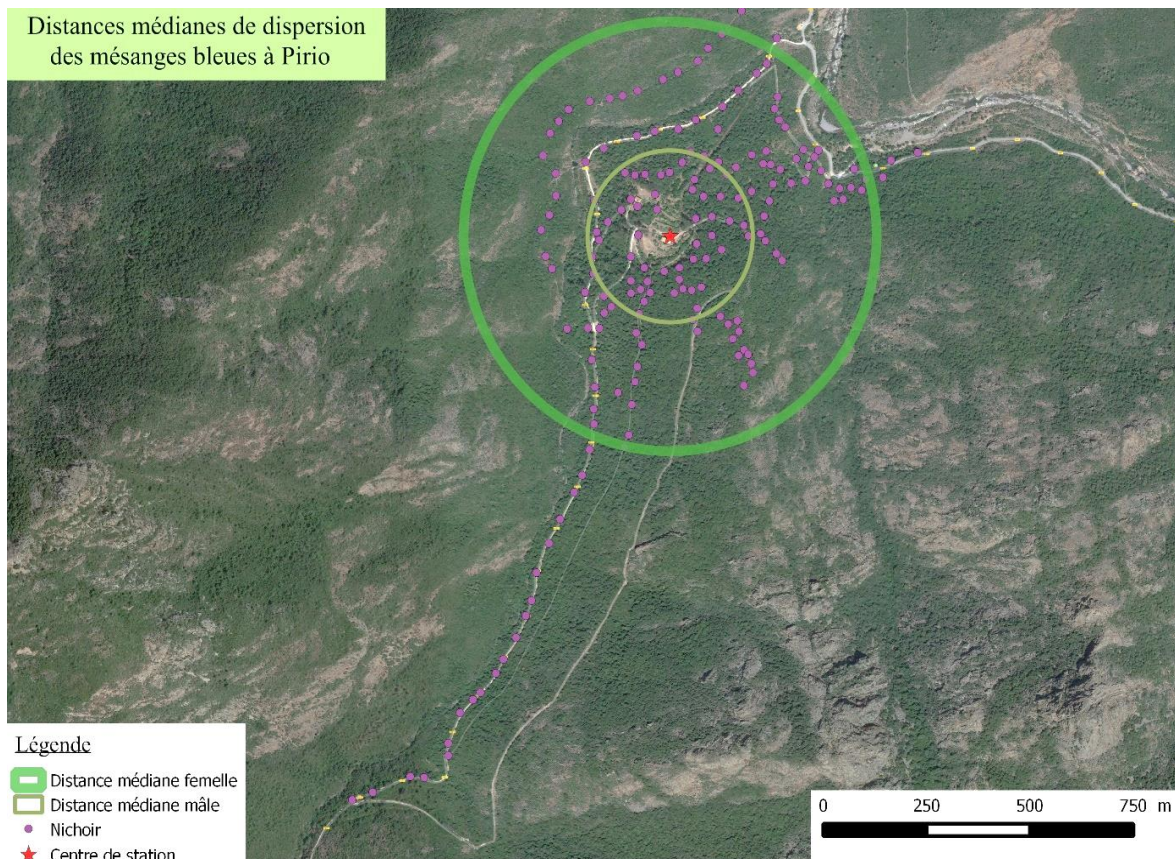 Distances médianes de dispersion
des mésanges bleues à Pirio
Légende
Distance médiane femelle
Distance médiane mâle
Nichoir
Centre de station
0 250 500 750 m